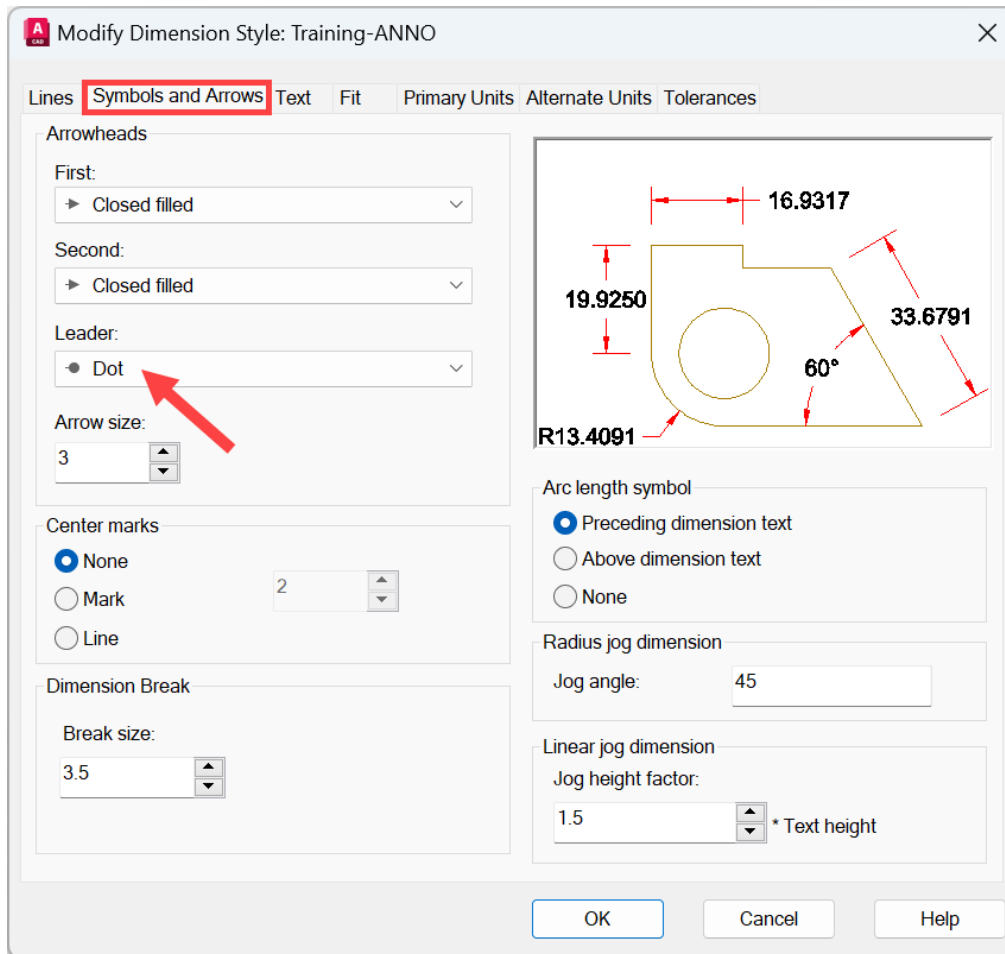 A
CAD
Modify Dimension Style: Training-ANNO
Lines Symbols and Arrows Text Fit Primary Units Alternate Units Tolerances
Arrowheads
First:
Closed filled
Second:
Closed filled
Leader:
Dot
Arrow size:
3
Center marks
None
Mark
Line
2
Dimension Break
Break size:
3.5
16.9317
19.9250
33.6791
60°
R13.4091
Arc length symbol
Preceding dimension text
Above dimension text
None
Radius jog dimension
Jog angle: 45
Linear jog dimension
Jog height factor:
1.5 * Text height
OK Cancel Help